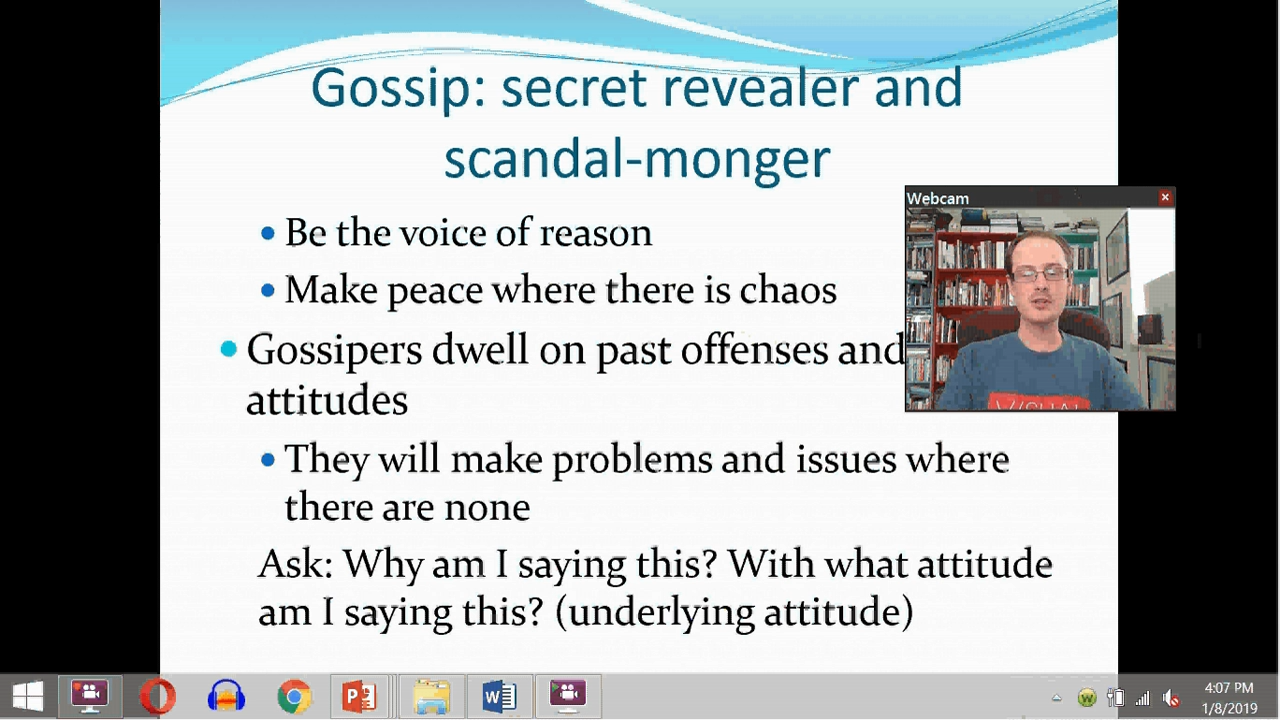 Gossip: secret revealer and
scandal-monger
Webcam
Be the voice of reason
Make peace where there is chaos
Gossipers dwell on past offenses and
attitudes
They will make problems and issues where
there are none
Ask: Why am I saying this? With what attitude
am I saying this? (underlying attitude)
4:07 PM
1/8/2019